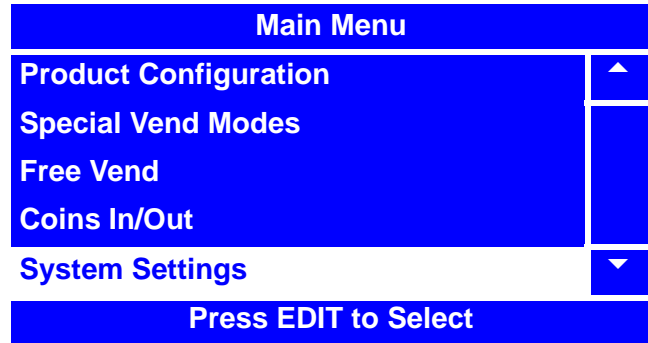 Main Menu
Product Configuration
Special Vend Modes
Free Vend
Coins In/Out
System Settings
Press EDIT to Select